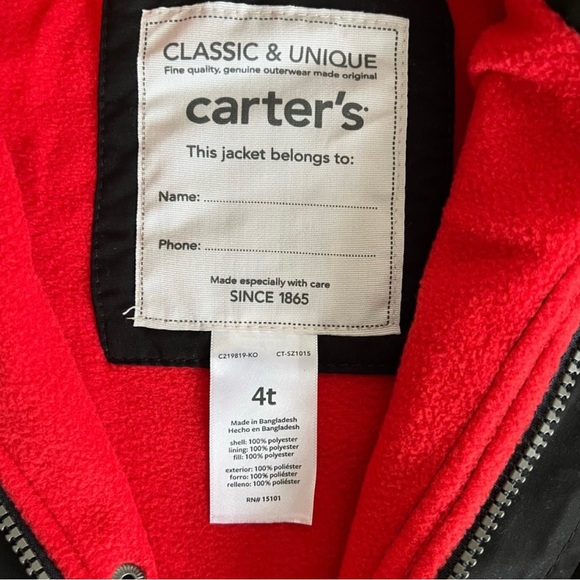 CLASSIC & UNIQUE
Fine quality, genuine outerwear made original
carter's
This jacket belongs to:
Name:
Phone:
Made especially with care
SINCE 1865
C219819-KO CT-SZ1015
4t
Made in Bangladesh
Hecho en Bangladesh
shell: 100% polyester
lining: 100% polyester
fill: 100% polyester
exterior: 100% poliéster
forro: 100% poliéster
relleno: 100% poliéster
RN# 15101